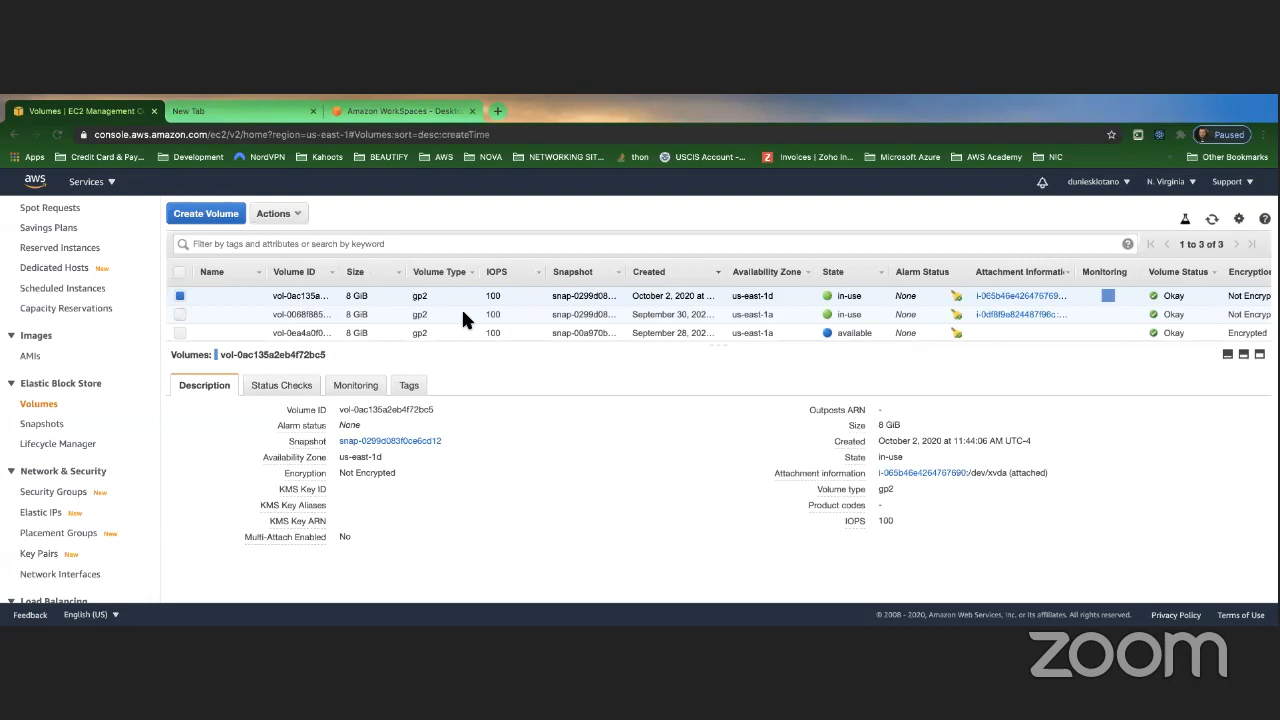 Volumes | EC2 Management C
New Tab
Amazon WorkSpaces - Deskto
console.aws.amazon.com/ec2/v2/home?region=us-east-1#Volumes:sort=desc:createTime
Paused
Apps
Credit Card & Pay...
Development
NordVPN
Kahoots
BEAUTIFY
AWS
NOVA
NETWORKING SIT...
thon
USCIS Account -...
Invoices | Zoho In...
Microsoft Azure
AWS Academy
NIC
Other Bookmarks
aws
Services
duniesklotano
N. Virginia
Support
Spot Requests
Savings Plans
Reserved Instances
Dedicated Hosts New
Scheduled Instances
Capacity Reservations
Images
AMIs
Elastic Block Store
Volumes
Snapshots
Lifecycle Manager
Network & Security
Security Groups New
Elastic IPs New
Placement Groups New
Key Pairs New
Network Interfaces
Load Balancing
Create Volume
Actions
Filter by tags and attributes or search by keyword
1 to 3 of 3
Name Volume ID Size Volume Type IOPS Snapshot Created Availability Zone State Alarm Status Attachment Informati Monitoring Volume Status Encryptio
vol-0ac135a... 8 GiB gp2 100 snap-0299d08... October 2, 2020 at ... us-east-1d in-use None i-065b46e426476769... Okay Not Encryp
vol-0068f885... 8 GiB gp2 100 snap-0299d08... September 30, 202... us-east-1a in-use None i-0df8f9e824487f96c:... Okay Not Encryp
vol-0ea4a0f0... 8 GiB gp2 100 snap-00a970b... September 28, 202... us-east-1a available None Okay Encrypted
Volumes: vol-0ac135a2eb4f72bc5
Description
Status Checks
Monitoring
Tags
Volume ID vol-0ac135a2eb4f72bc5
Alarm status None
Snapshot snap-0299d083f0ce6cd12
Availability Zone us-east-1d
Encryption Not Encrypted
KMS Key ID
KMS Key Aliases
KMS Key ARN
Multi-Attach Enabled No
Outposts ARN -
Size 8 GiB
Created October 2, 2020 at 11:44:06 AM UTC-4
State in-use
Attachment information i-065b46e4264767690:/dev/xvda (attached)
Volume type gp2
Product codes -
IOPS 100
Feedback
English (US)
© 2008 - 2020, Amazon Web Services, Inc. or its affiliates. All rights reserved.
Privacy Policy
Terms of Use
zoom